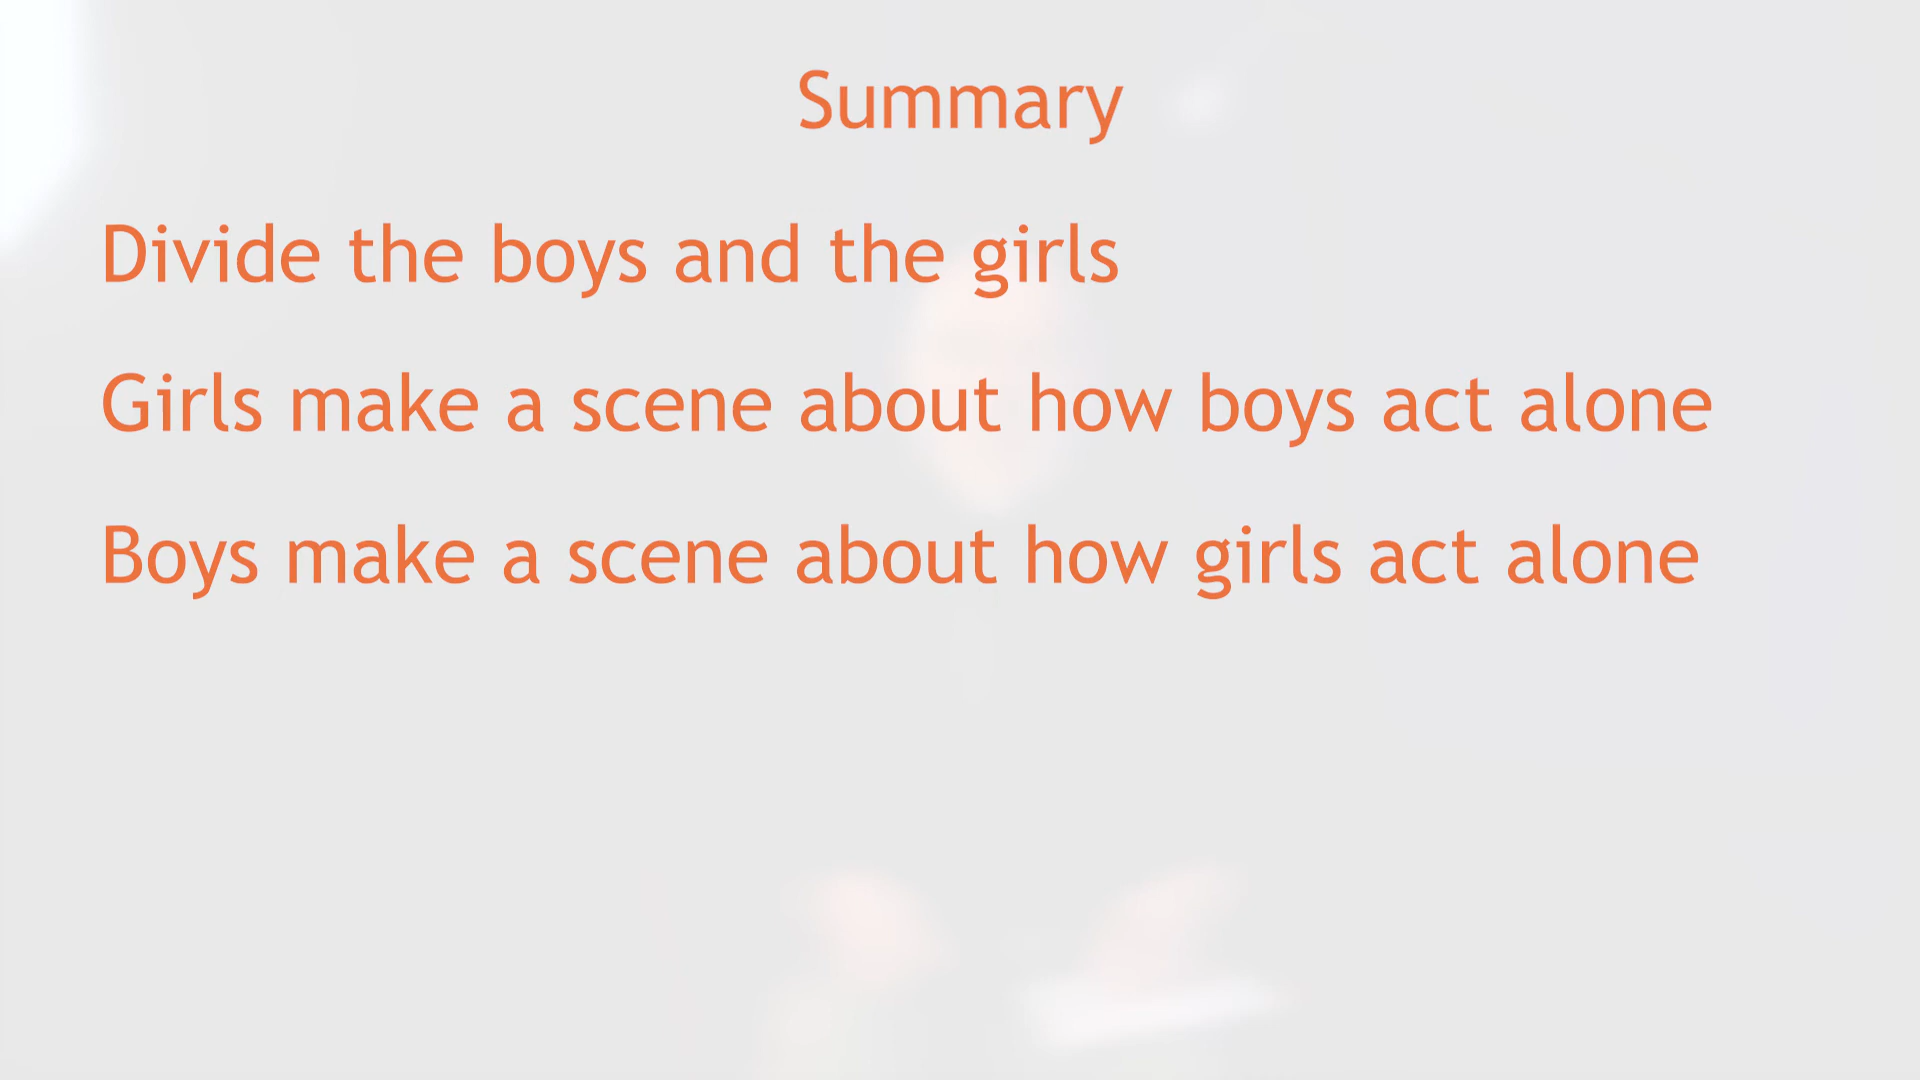 Summary
Divide the boys and the girls
Girls make a scene about how boys act alone
Boys make a scene about how girls act alone